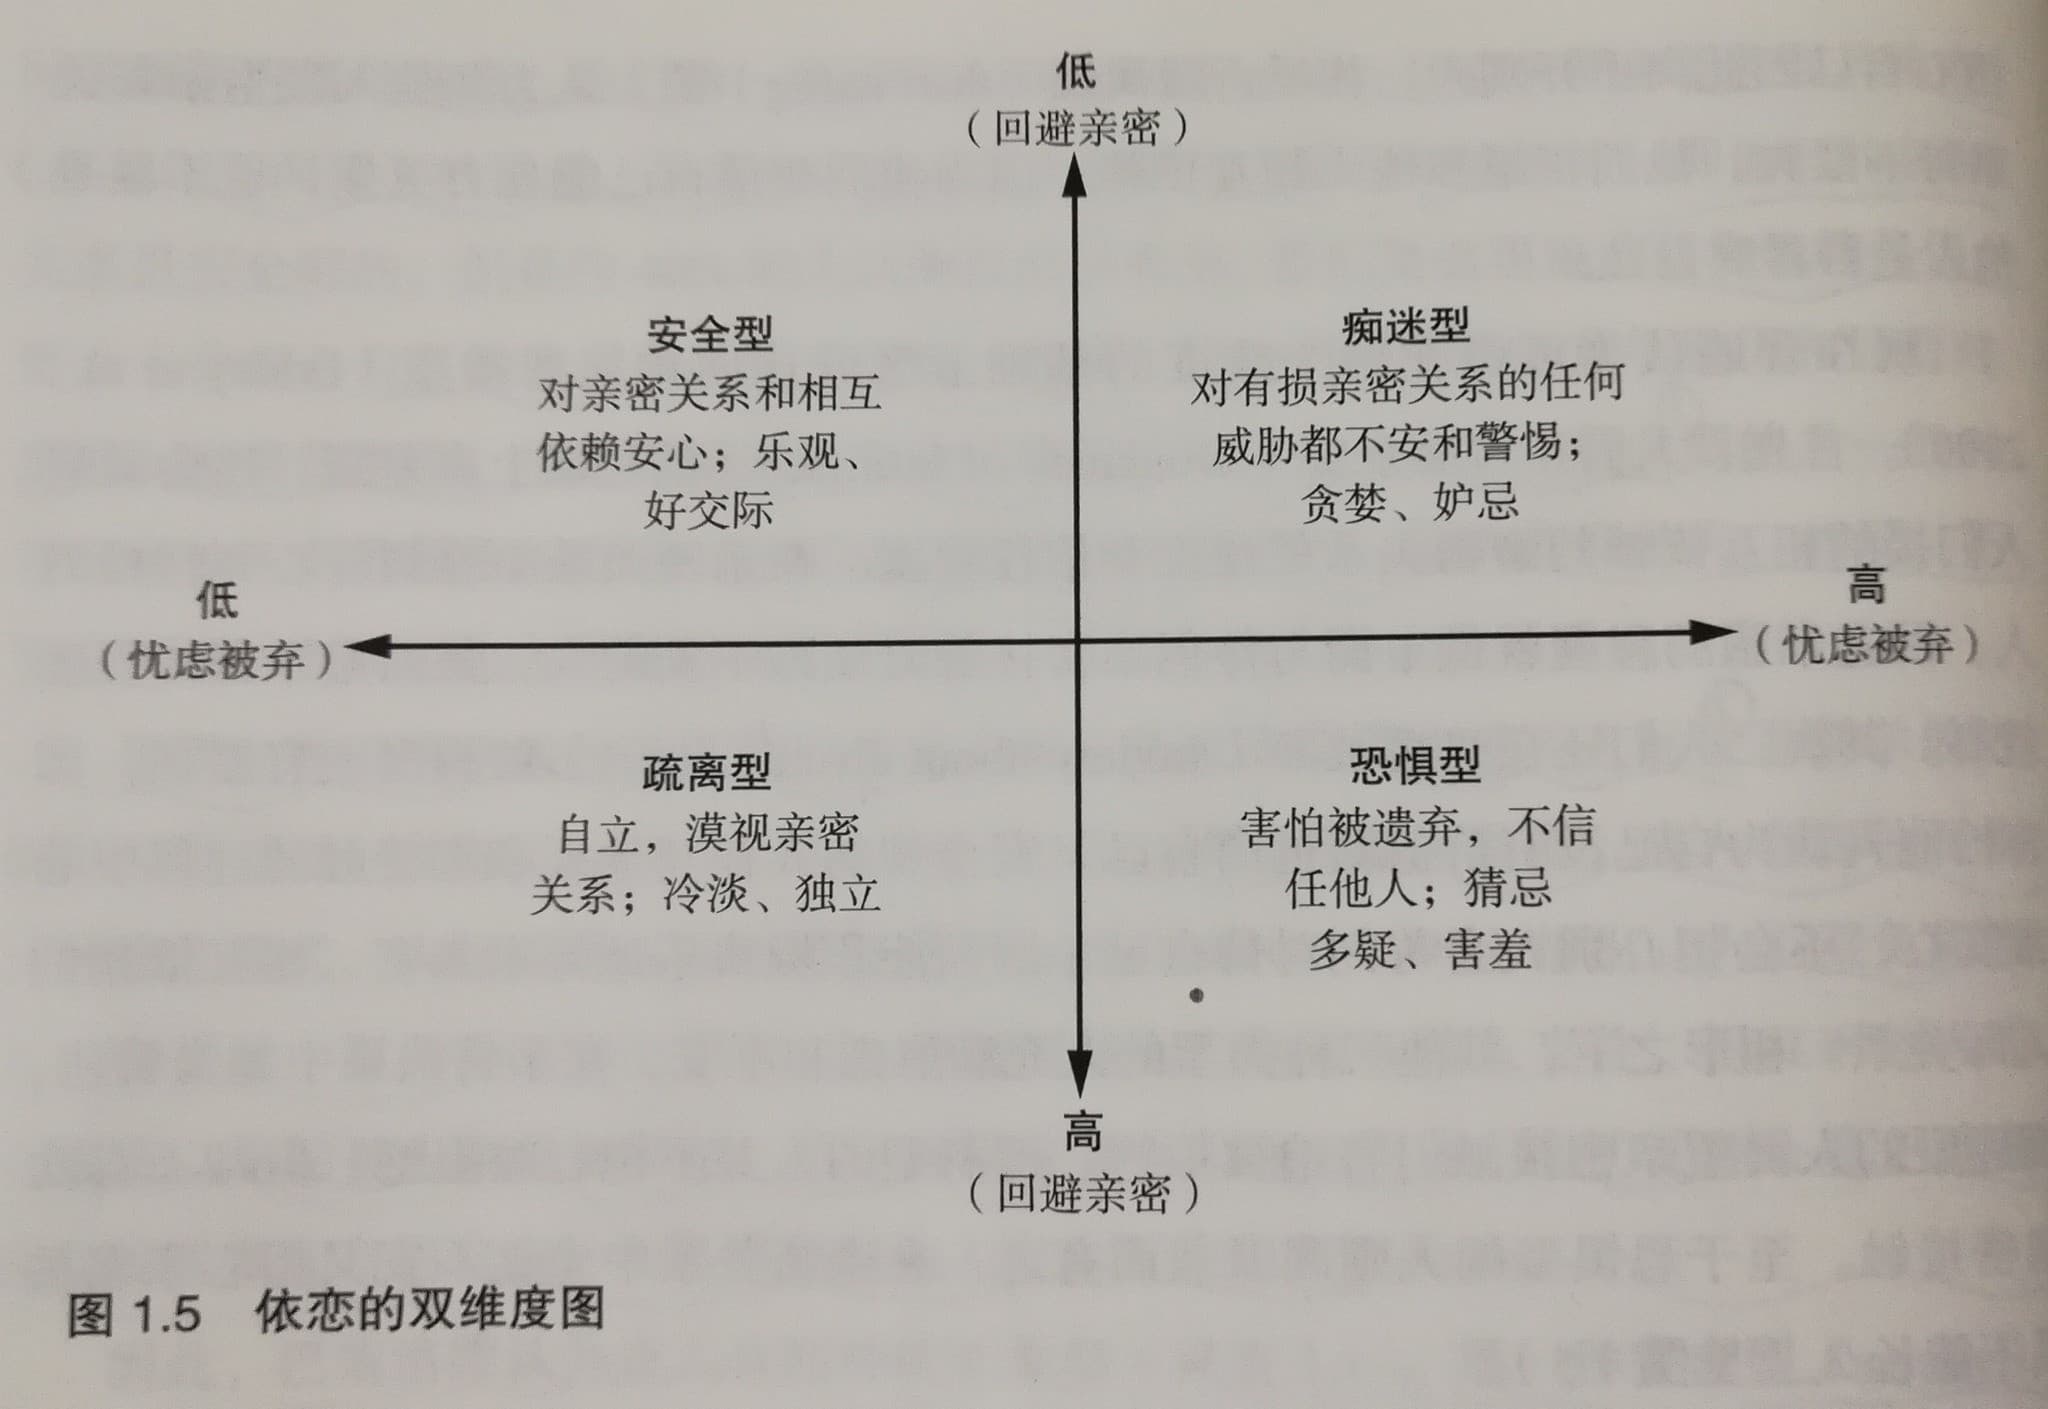 低
（回避亲密）
安全型
对亲密关系和相互
依赖安心；乐观、
好交际
痴迷型
对有损亲密关系的任何
威胁都不安和警惕；
贪婪、妒忌
低
（忧虑被弃）
高
（忧虑被弃）
疏离型
自立，漠视亲密
关系；冷淡、独立
恐惧型
害怕被遗弃，不信
任他人；猜忌
多疑、害羞
高
（回避亲密）
图 1.5 依恋的双维度图